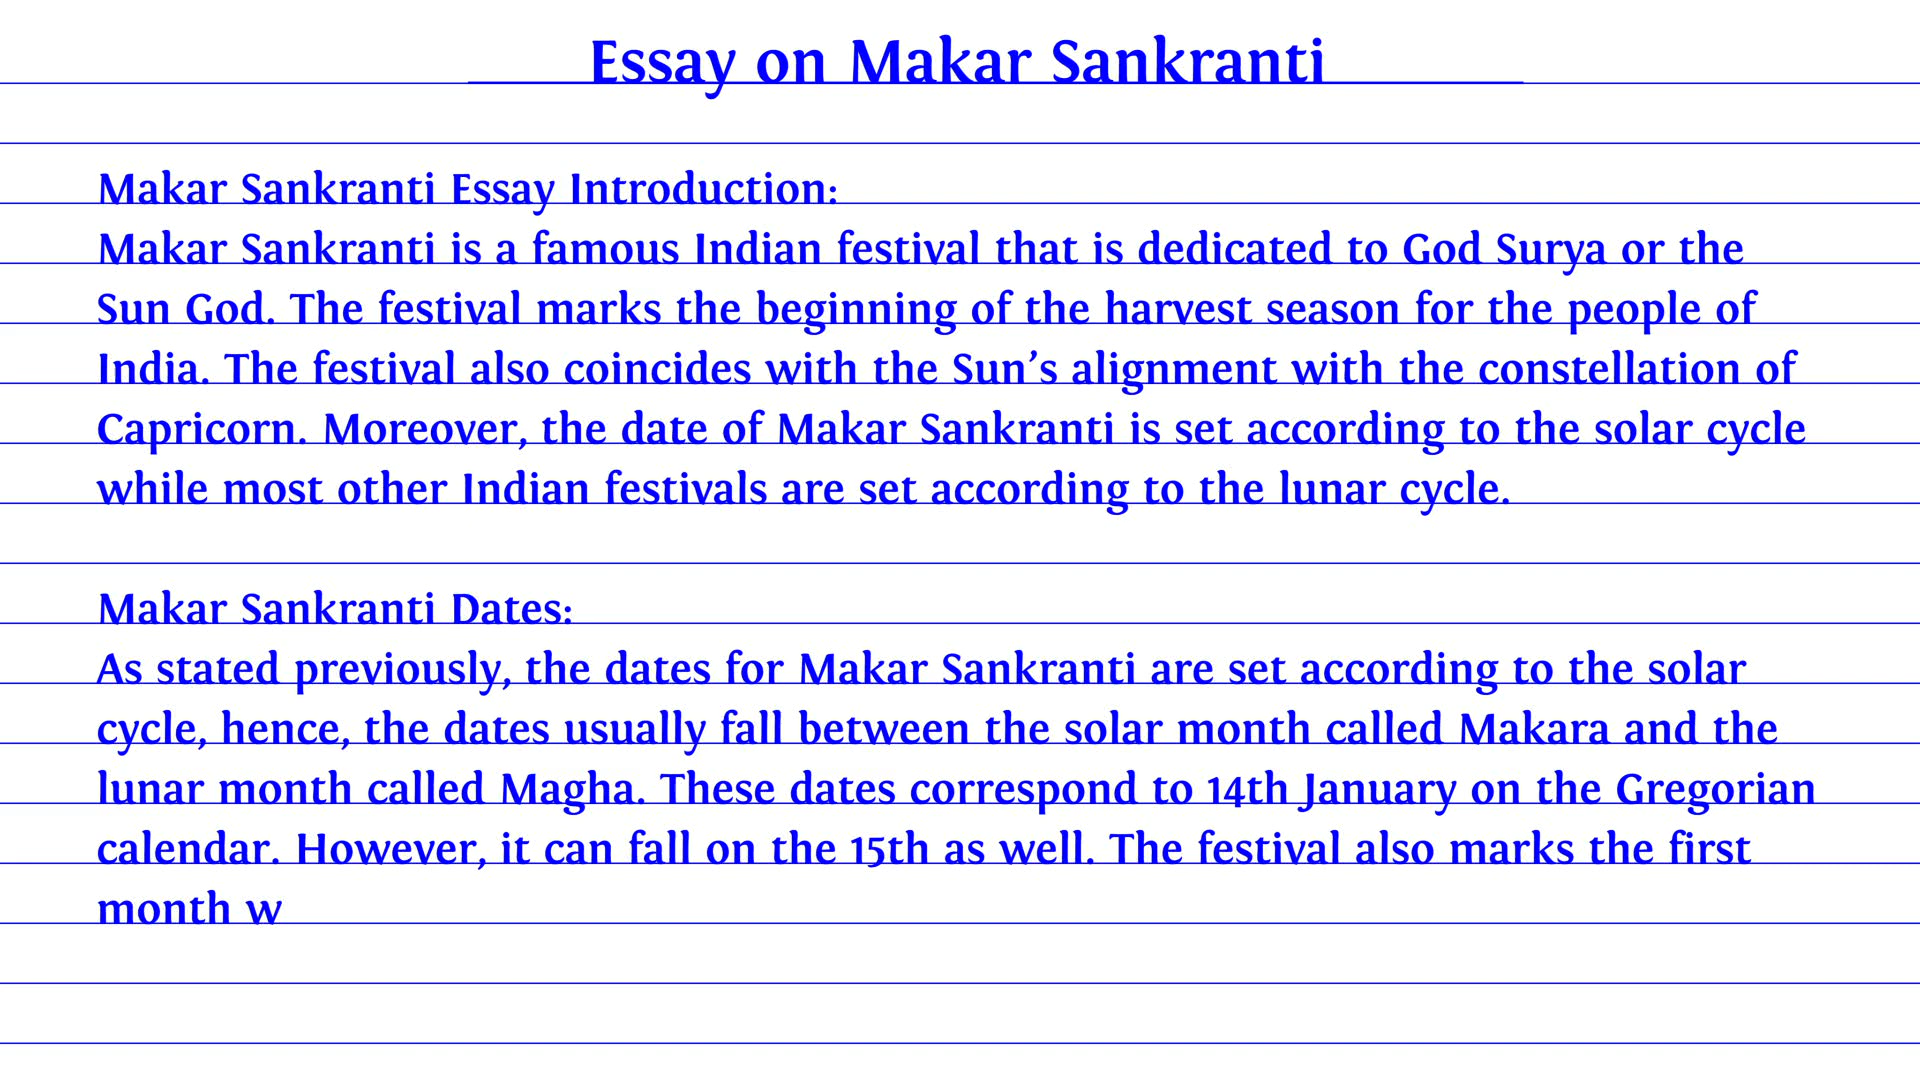 Essay on Makar Sankranti
Makar Sankranti Essay Introduction:
Makar Sankranti is a famous Indian festival that is dedicated to God Surya or the
Sun God. The festival marks the beginning of the harvest season for the people of
India. The festival also coincides with the Sun’s alignment with the constellation of
Capricorn. Moreover, the date of Makar Sankranti is set according to the solar cycle
while most other Indian festivals are set according to the lunar cycle.
Makar Sankranti Dates:
As stated previously, the dates for Makar Sankranti are set according to the solar
cycle, hence, the dates usually fall between the solar month called Makara and the
lunar month called Magha. These dates correspond to 14th January on the Gregorian
calendar. However, it can fall on the 15th as well. The festival also marks the first
month w